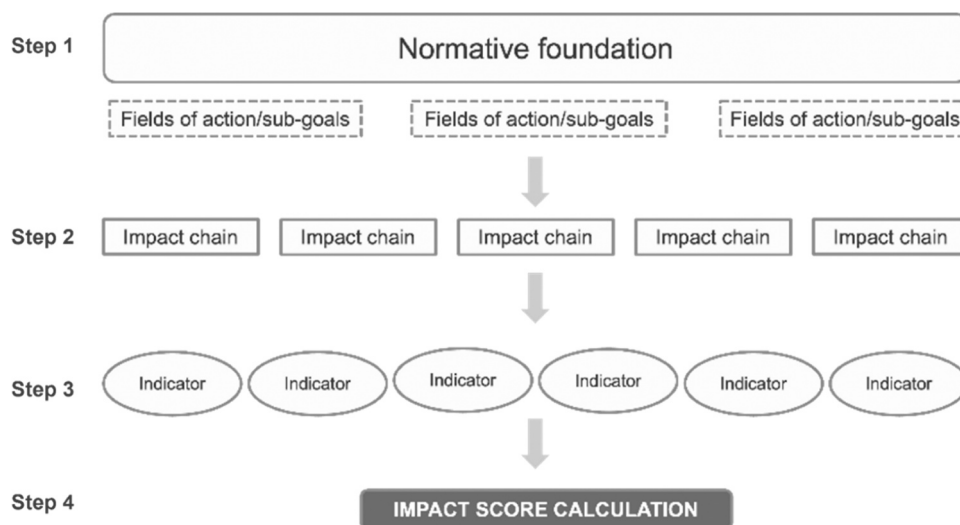 Step 1
Normative foundation
Fields of action/sub-goals Fields of action/sub-goals Fields of action/sub-goals
Step 2 Impact chain Impact chain Impact chain Impact chain Impact chain
Step 3 Indicator Indicator Indicator Indicator Indicator Indicator
Step 4 IMPACT SCORE CALCULATION